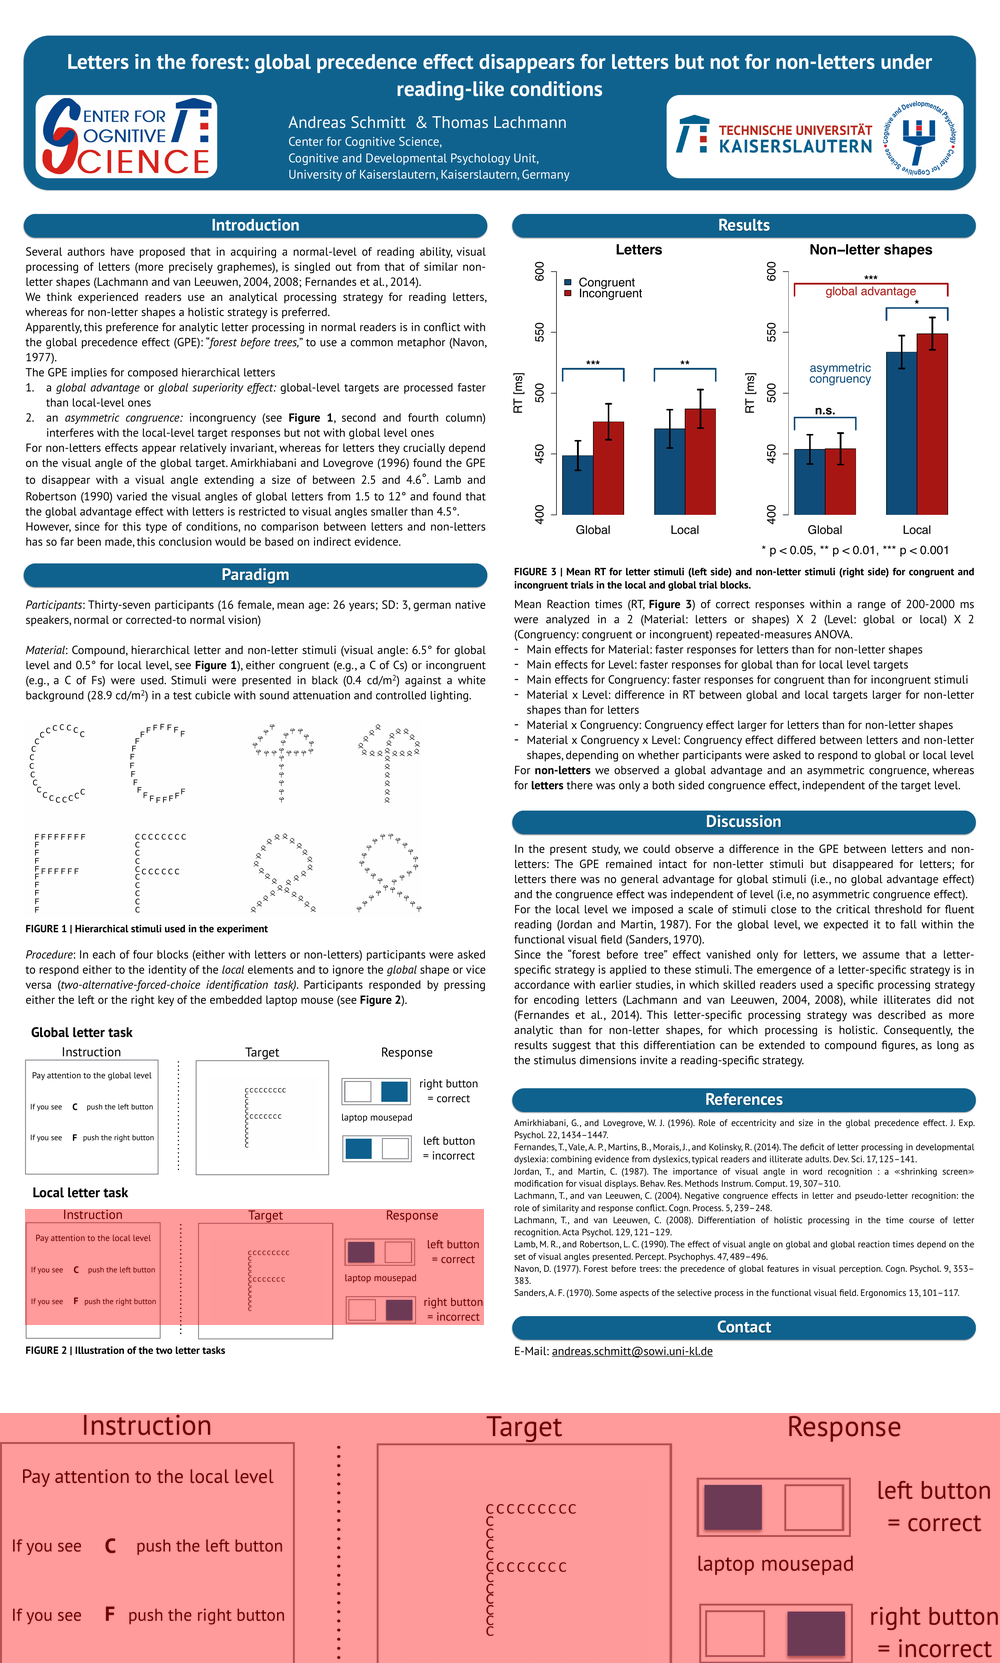 Letters in the forest: global precedence effect disappears for letters but not for non-letters under
reading-like conditions
CENTER FOR
COGNITIVE
SCIENCE
Andreas Schmitt & Thomas Lachmann
Center for Cognitive Science,
Cognitive and Developmental Psychology Unit,
University of Kaiserslautern, Kaiserslautern, Germany
TECHNISCHE UNIVERSITÄT
KAISERSLAUTERN
Cognitive and Developmental Psychology • Center for Cognitive Science •
Introduction
Several authors have proposed that in acquiring a normal-level of reading ability, visual
processing of letters (more precisely graphemes), is singled out from that of similar non-
letter shapes (Lachmann and van Leeuwen, 2004, 2008; Fernandes et al., 2014).
We think experienced readers use an analytical processing strategy for reading letters,
whereas for non-letter shapes a holistic strategy is preferred.
Apparently, this preference for analytic letter processing in normal readers is in conflict with
the global precedence effect (GPE): “forest before trees,” to use a common metaphor (Navon,
1977).
The GPE implies for composed hierarchical letters
1. a global advantage or global superiority effect: global-level targets are processed faster
than local-level ones
2. an asymmetric congruence: incongruency (see Figure 1, second and fourth column)
interferes with the local-level target responses but not with global level ones
For non-letters effects appear relatively invariant, whereas for letters they crucially depend
on the visual angle of the global target. Amirkhiabani and Lovegrove (1996) found the GPE
to disappear with a visual angle extending a size of between 2.5 and 4.6°. Lamb and
Robertson (1990) varied the visual angles of global letters from 1.5 to 12° and found that
the global advantage effect with letters is restricted to visual angles smaller than 4.5°.
However, since for this type of conditions, no comparison between letters and non-letters
has so far been made, this conclusion would be based on indirect evidence.
Paradigm
Participants: Thirty-seven participants (16 female, mean age: 26 years; SD: 3, german native
speakers, normal or corrected-to normal vision)
Material: Compound, hierarchical letter and non-letter stimuli (visual angle: 6.5° for global
level and 0.5° for local level, see Figure 1), either congruent (e.g., a C of Cs) or incongruent
(e.g., a C of Fs) were used. Stimuli were presented in black (0.4 cd/m²) against a white
background (28.9 cd/m²) in a test cubicle with sound attenuation and controlled lighting.
FIGURE 1 | Hierarchical stimuli used in the experiment
Procedure: In each of four blocks (either with letters or non-letters) participants were asked
to respond either to the identity of the local elements and to ignore the global shape or vice
versa (two-alternative-forced-choice identification task). Participants responded by pressing
either the left or the right key of the embedded laptop mouse (see Figure 2).
Global letter task
Instruction Target Response
Pay attention to the global level
If you see C push the left button
If you see F push the right button
right button
= correct
laptop mousepad
left button
= incorrect
Local letter task
Instruction Target Response
Pay attention to the local level
If you see C push the left button
If you see F push the right button
left button
= correct
laptop mousepad
right button
= incorrect
FIGURE 2 | Illustration of the two letter tasks
Results
Letters
Non−letter shapes
Congruent
Incongruent
RT [ms]
600
550
500
450
400
***
**
Global Local
RT [ms]
600
550
500
450
400
***
global advantage
*
asymmetric
congruency
n.s.
Global Local
* p < 0.05, ** p < 0.01, *** p < 0.001
FIGURE 3 | Mean RT for letter stimuli (left side) and non-letter stimuli (right side) for congruent and
incongruent trials in the local and global trial blocks.
Mean Reaction times (RT, Figure 3) of correct responses within a range of 200-2000 ms
were analyzed in a 2 (Material: letters or shapes) X 2 (Level: global or local) X 2
(Congruency: congruent or incongruent) repeated-measures ANOVA.
- Main effects for Material: faster responses for letters than for non-letter shapes
- Main effects for Level: faster responses for global than for local level targets
- Main effects for Congruency: faster responses for congruent than for incongruent stimuli
- Material x Level: difference in RT between global and local targets larger for non-letter
shapes than for letters
- Material x Congruency: Congruency effect larger for letters than for non-letter shapes
- Material x Congruency x Level: Congruency effect differed between letters and non-letter
shapes, depending on whether participants were asked to respond to global or local level
For non-letters we observed a global advantage and an asymmetric congruence, whereas
for letters there was only a both sided congruence effect, independent of the target level.
Discussion
In the present study, we could observe a difference in the GPE between letters and non-
letters: The GPE remained intact for non-letter stimuli but disappeared for letters; for
letters there was no general advantage for global stimuli (i.e., no global advantage effect)
and the congruence effect was independent of level (i.e, no asymmetric congruence effect).
For the local level we imposed a scale of stimuli close to the critical threshold for fluent
reading (Jordan and Martin, 1987). For the global level, we expected it to fall within the
functional visual field (Sanders, 1970).
Since the “forest before tree” effect vanished only for letters, we assume that a letter-
specific strategy is applied to these stimuli. The emergence of a letter-specific strategy is in
accordance with earlier studies, in which skilled readers used a specific processing strategy
for encoding letters (Lachmann and van Leeuwen, 2004, 2008), while illiterates did not
(Fernandes et al., 2014). This letter-specific processing strategy was described as more
analytic than for non-letter shapes, for which processing is holistic. Consequently, the
results suggest that this differentiation can be extended to compound figures, as long as
the stimulus dimensions invite a reading-specific strategy.
References
Amirkhiabani, G., and Lovegrove, W. J. (1996). Role of eccentricity and size in the global precedence effect. J. Exp.
Psychol. 22, 1434–1447.
Fernandes, T., Vale, A. P., Martins, B., Morais, J., and Kolinsky, R. (2014). The deficit of letter processing in developmental
dyslexia: combining evidence from dyslexics, typical readers and illiterate adults. Dev. Sci. 17, 125–141.
Jordan, T., and Martin, C. (1987). The importance of visual angle in word recognition : a «shrinking screen»
modification for visual displays. Behav. Res. Methods Instrum. Comput. 19, 307–310.
Lachmann, T., and van Leeuwen, C. (2004). Negative congruence effects in letter and pseudo-letter recognition: the
role of similarity and response conflict. Cogn. Process. 5, 239–248.
Lachmann, T., and van Leeuwen, C. (2008). Differentiation of holistic processing in the time course of letter
recognition. Acta Psychol. 129, 121–129.
Lamb, M. R., and Robertson, L. C. (1990). The effect of visual angle on global and global reaction times depend on the
set of visual angles presented. Percept. Psychophys. 47, 489–496.
Navon, D. (1977). Forest before trees: the precedence of global features in visual perception. Cogn. Psychol. 9, 353–
383.
Sanders, A. F. (1970). Some aspects of the selective process in the functional visual field. Ergonomics 13, 101–117.
Contact
E-Mail: andreas.schmitt@sowi.uni-kl.de
Instruction Target Response
Pay attention to the local level
If you see C push the left button
If you see F push the right button
left button
= correct
laptop mousepad
right button
= incorrect